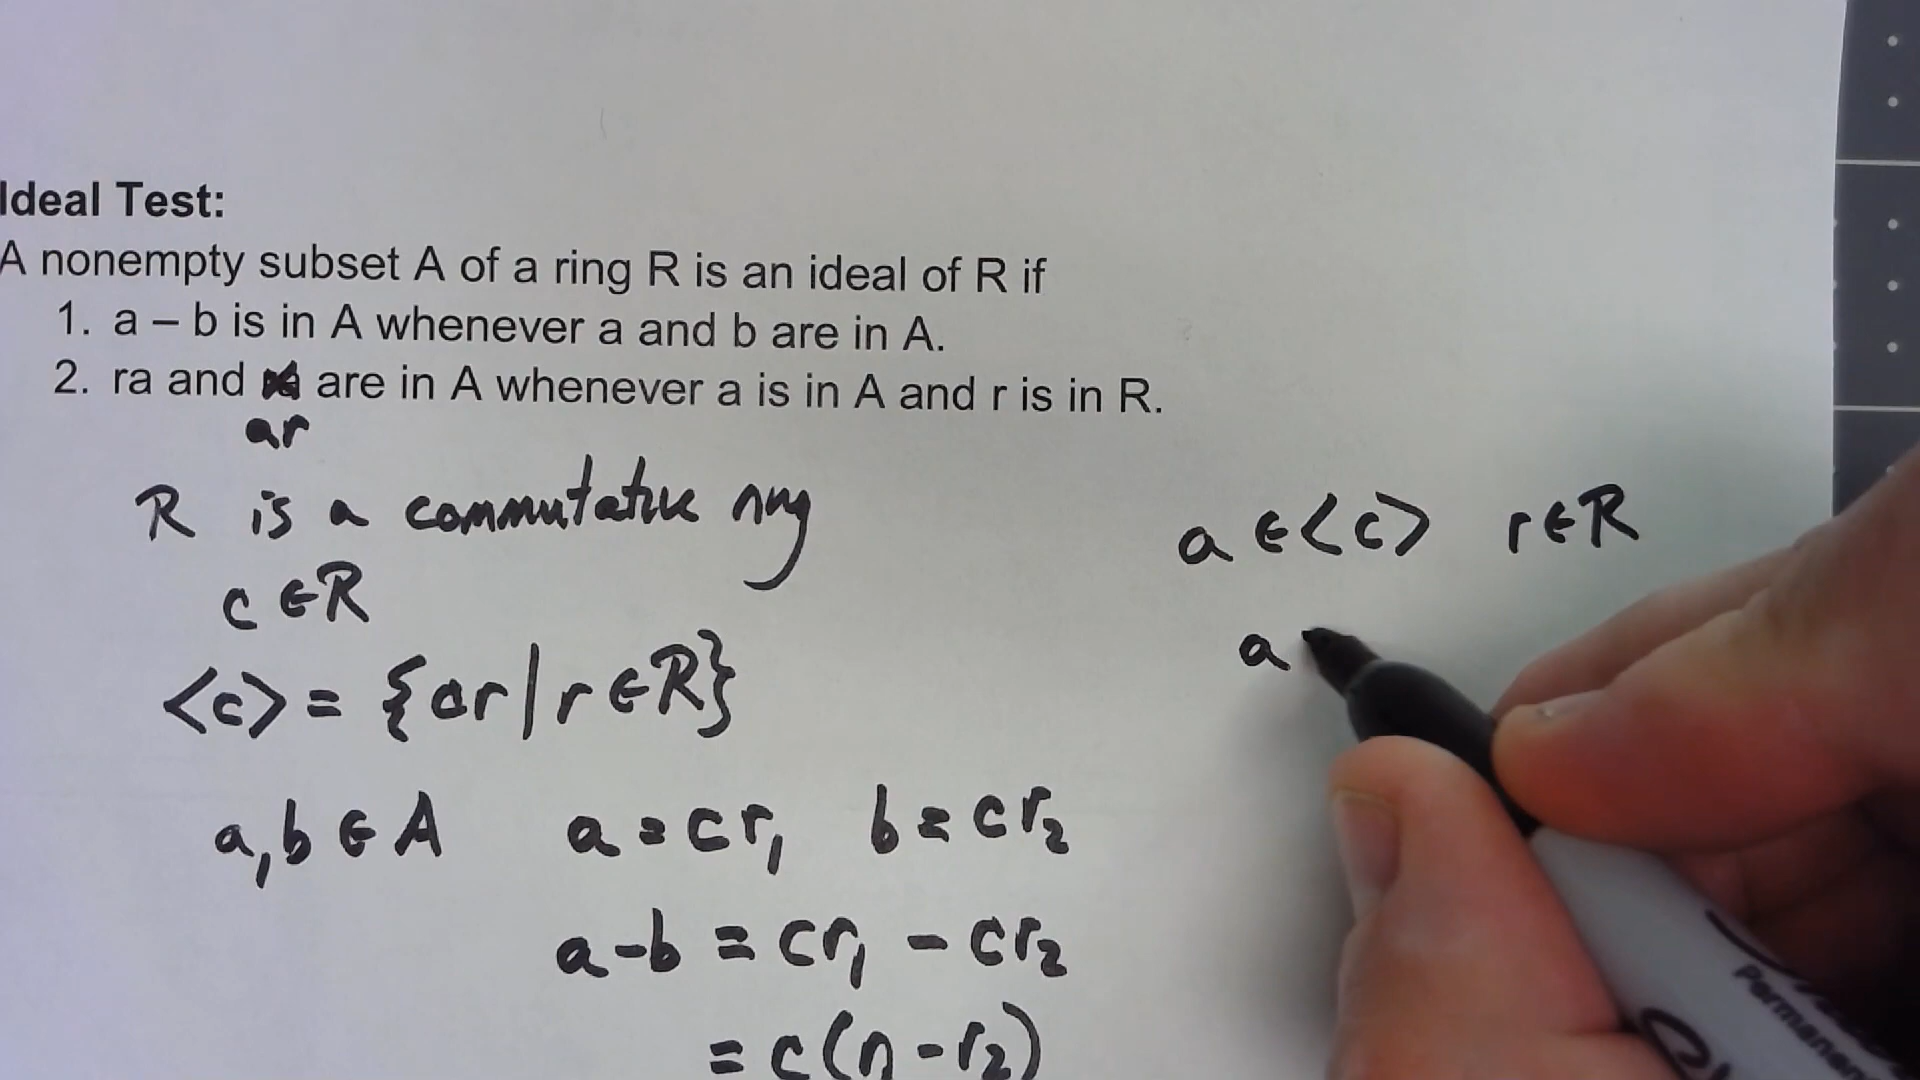 Ideal Test:
A nonempty subset A of a ring R is an ideal of R if
1. a – b is in A whenever a and b are in A.
2. ra and are in A whenever a is in A and r is in R.
ar
R is a commutative ring
c ∈ R
<c> = {cr | r ∈ R}
a, b ∈ A a = cr₁ b = cr₂
a - b = cr₁ - cr₂
= c(r₁ - r₂)
a ∈ <c> r ∈ R
a
Permanen